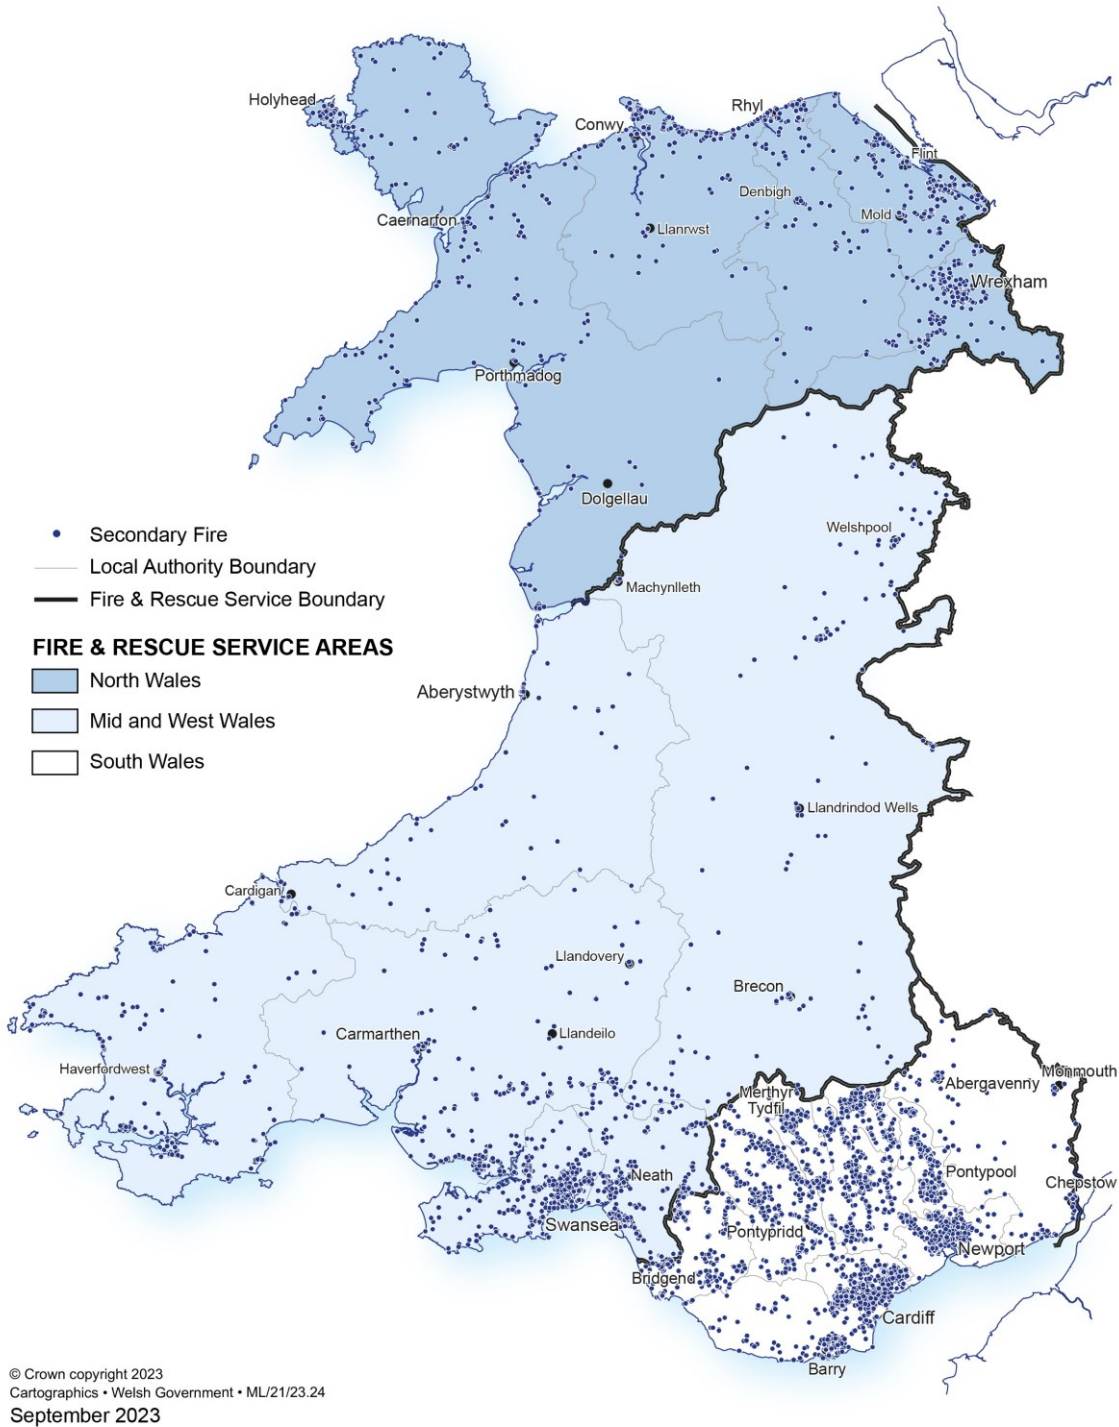 Holyhead
Rhyl
Conwy
Flint
Denbigh
Mold
Caernarfon
Llanrwst
Wrexham
Porthmadog
Dolgellau
Secondary Fire
Local Authority Boundary
Fire & Rescue Service Boundary
FIRE & RESCUE SERVICE AREAS
North Wales
Mid and West Wales
South Wales
Welshpool
Machynlleth
Aberystwyth
Llandrindod Wells
Cardigan
Llandovery
Brecon
Carmarthen
Llandeilo
Haverfordwest
Monmouth
Abergavenny
Merthyr
Tydfil
Neath
Pontypool
Chepstow
Swansea
Pontypridd
Newport
Bridgend
Cardiff
Barry
© Crown copyright 2023
Cartographics • Welsh Government • ML/21/23.24
September 2023